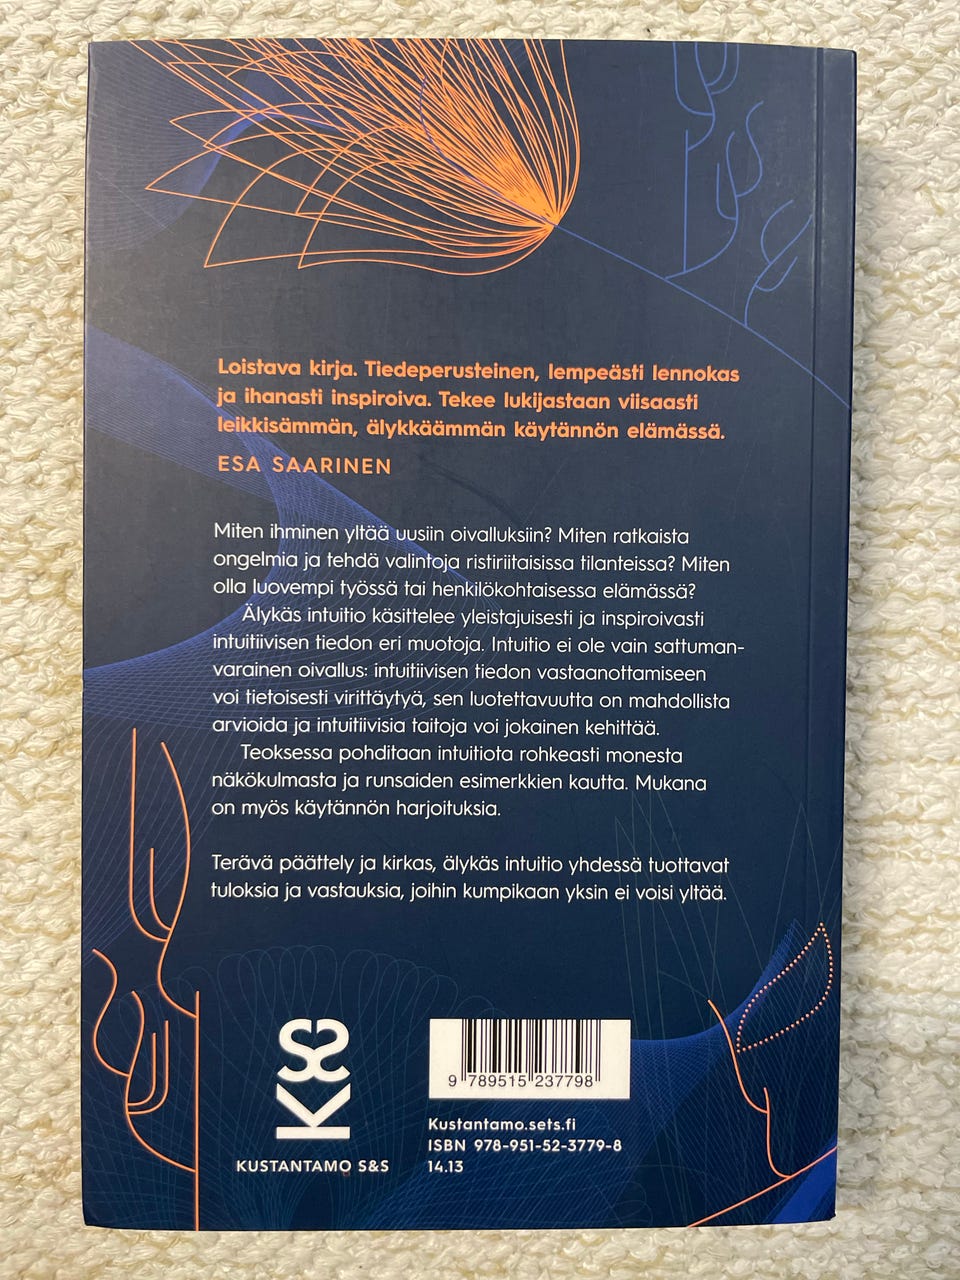 Loistava kirja. Tiedeperusteinen, lempeästi lennokas
ja ihanasti inspiroiva. Tekee lukijastaan viisaasti
leikkisämmän, älykkäämmän käytännön elämässä.
ESA SAARINEN
Miten ihminen yltää uusiin oivalluksiin? Miten ratkaista
ongelmia ja tehdä valintoja ristiriitaisissa tilanteissa? Miten
olla luovempi työssä tai henkilökohtaisessa elämässä?
Älykäs intuitio käsittelee yleistajuisesti ja inspiroivasti
intuitiivisen tiedon eri muotoja. Intuitio ei ole vain sattuman-
varainen oivallus: intuitiivisen tiedon vastaanottamiseen
voi tietoisesti virittäytyä, sen luotettavuutta on mahdollista
arvioida ja intuitiivisia taitoja voi jokainen kehittää.
Teoksessa pohditaan intuitiota rohkeasti monesta
näkökulmasta ja runsaiden esimerkkien kautta. Mukana
on myös käytännön harjoituksia.
Terävä päättely ja kirkas, älykäs intuitio yhdessä tuottavat
tuloksia ja vastauksia, joihin kumpikaan yksin ei voisi yltää.
K&S
KUSTANTAMO S&S
9 789515 237798
Kustantamo.sets.fi
ISBN 978-951-52-3779-8
14.13